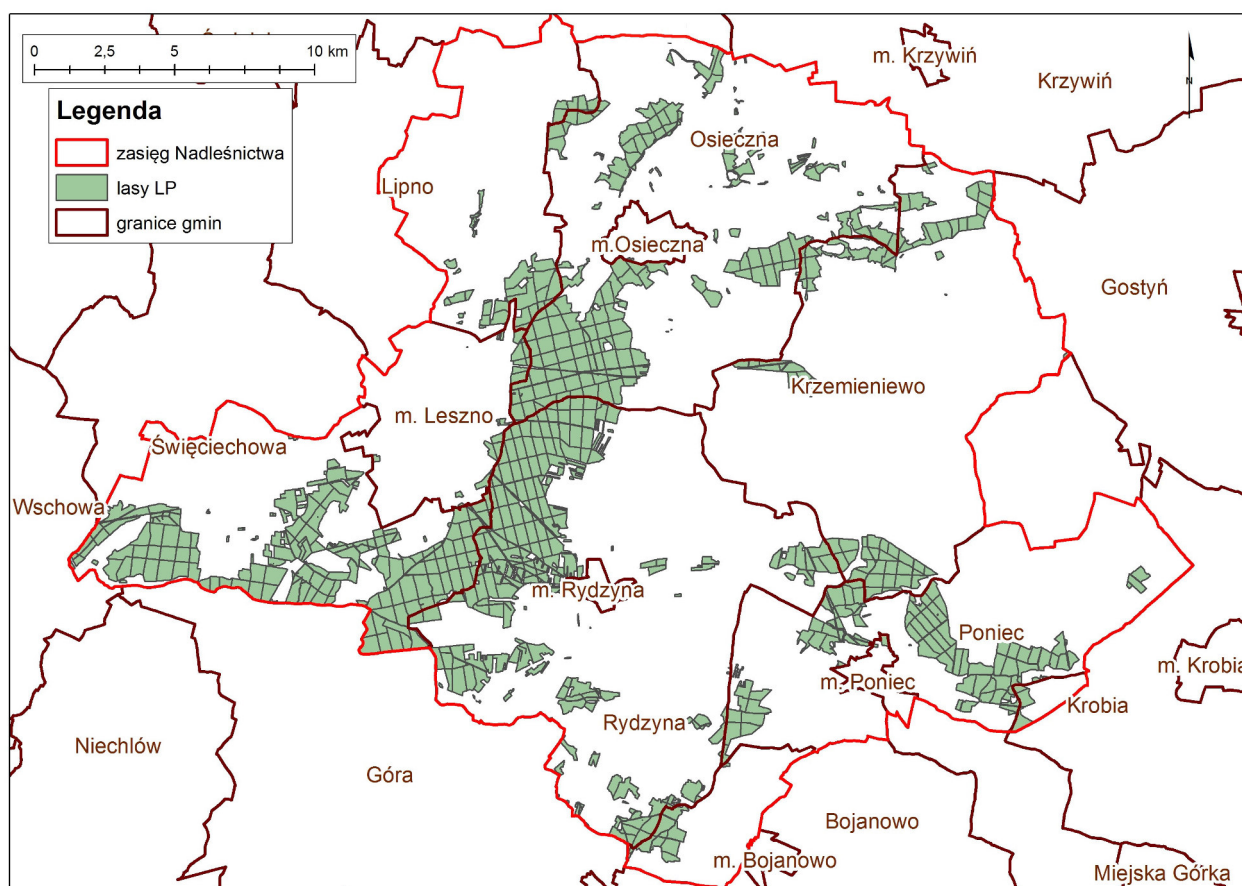 0 2,5 5 10 km
Legenda
zasięg Nadleśnictwa
lasy LP
granice gmin
m. Krzywiń
Krzywiń
N
Osieczna
Lipno
m.Osieczna
Gostyń
Krzemieniewo
m. Leszno
Święciechowa
Wschowa
m. Rydzyna
Poniec
m. Poniec
m. Krobia
Krobia
Rydzyna
Niechlów
Góra
Bojanowo
m. Bojanowo
Miejska Górka